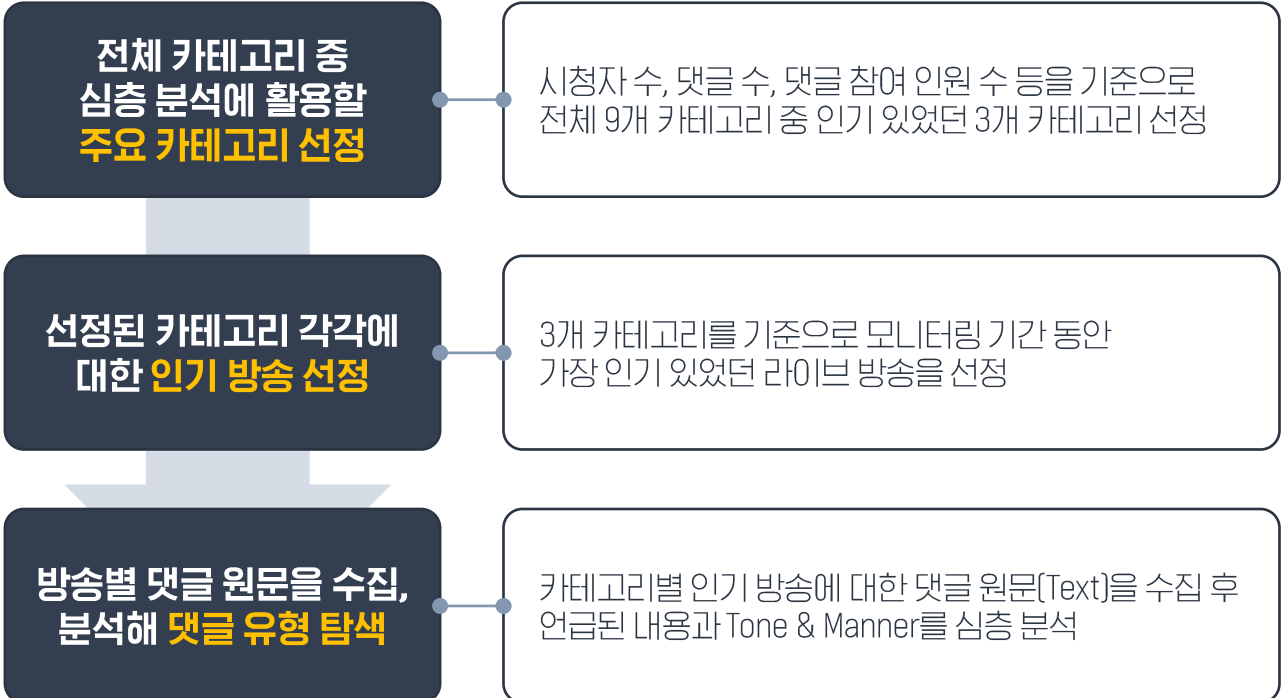 전체 카테고리 중
심층 분석에 활용할
주요 카테고리 선정
시청자 수, 댓글 수, 댓글 참여 인원 수 등을 기준으로
전체 9개 카테고리 중 인기 있었던 3개 카테고리 선정
선정된 카테고리 각각에
대한 인기 방송 선정
3개 카테고리를 기준으로 모니터링 기간 동안
가장 인기 있었던 라이브 방송을 선정
방송별 댓글 원문을 수집,
분석해 댓글 유형 탐색
카테고리별 인기 방송에 대한 댓글 원문(Text)을 수집 후
언급된 내용과 Tone & Manner를 심층 분석